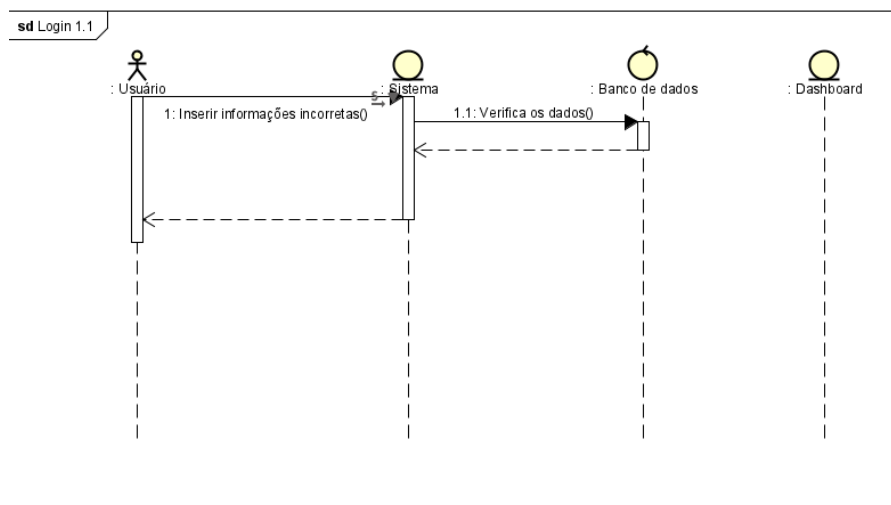 sd Login 1.1
: Usuário
: Sistema
: Banco de dados
: Dashboard
S
1: Inserir informações incorretas()
1.1: Verifica os dados()